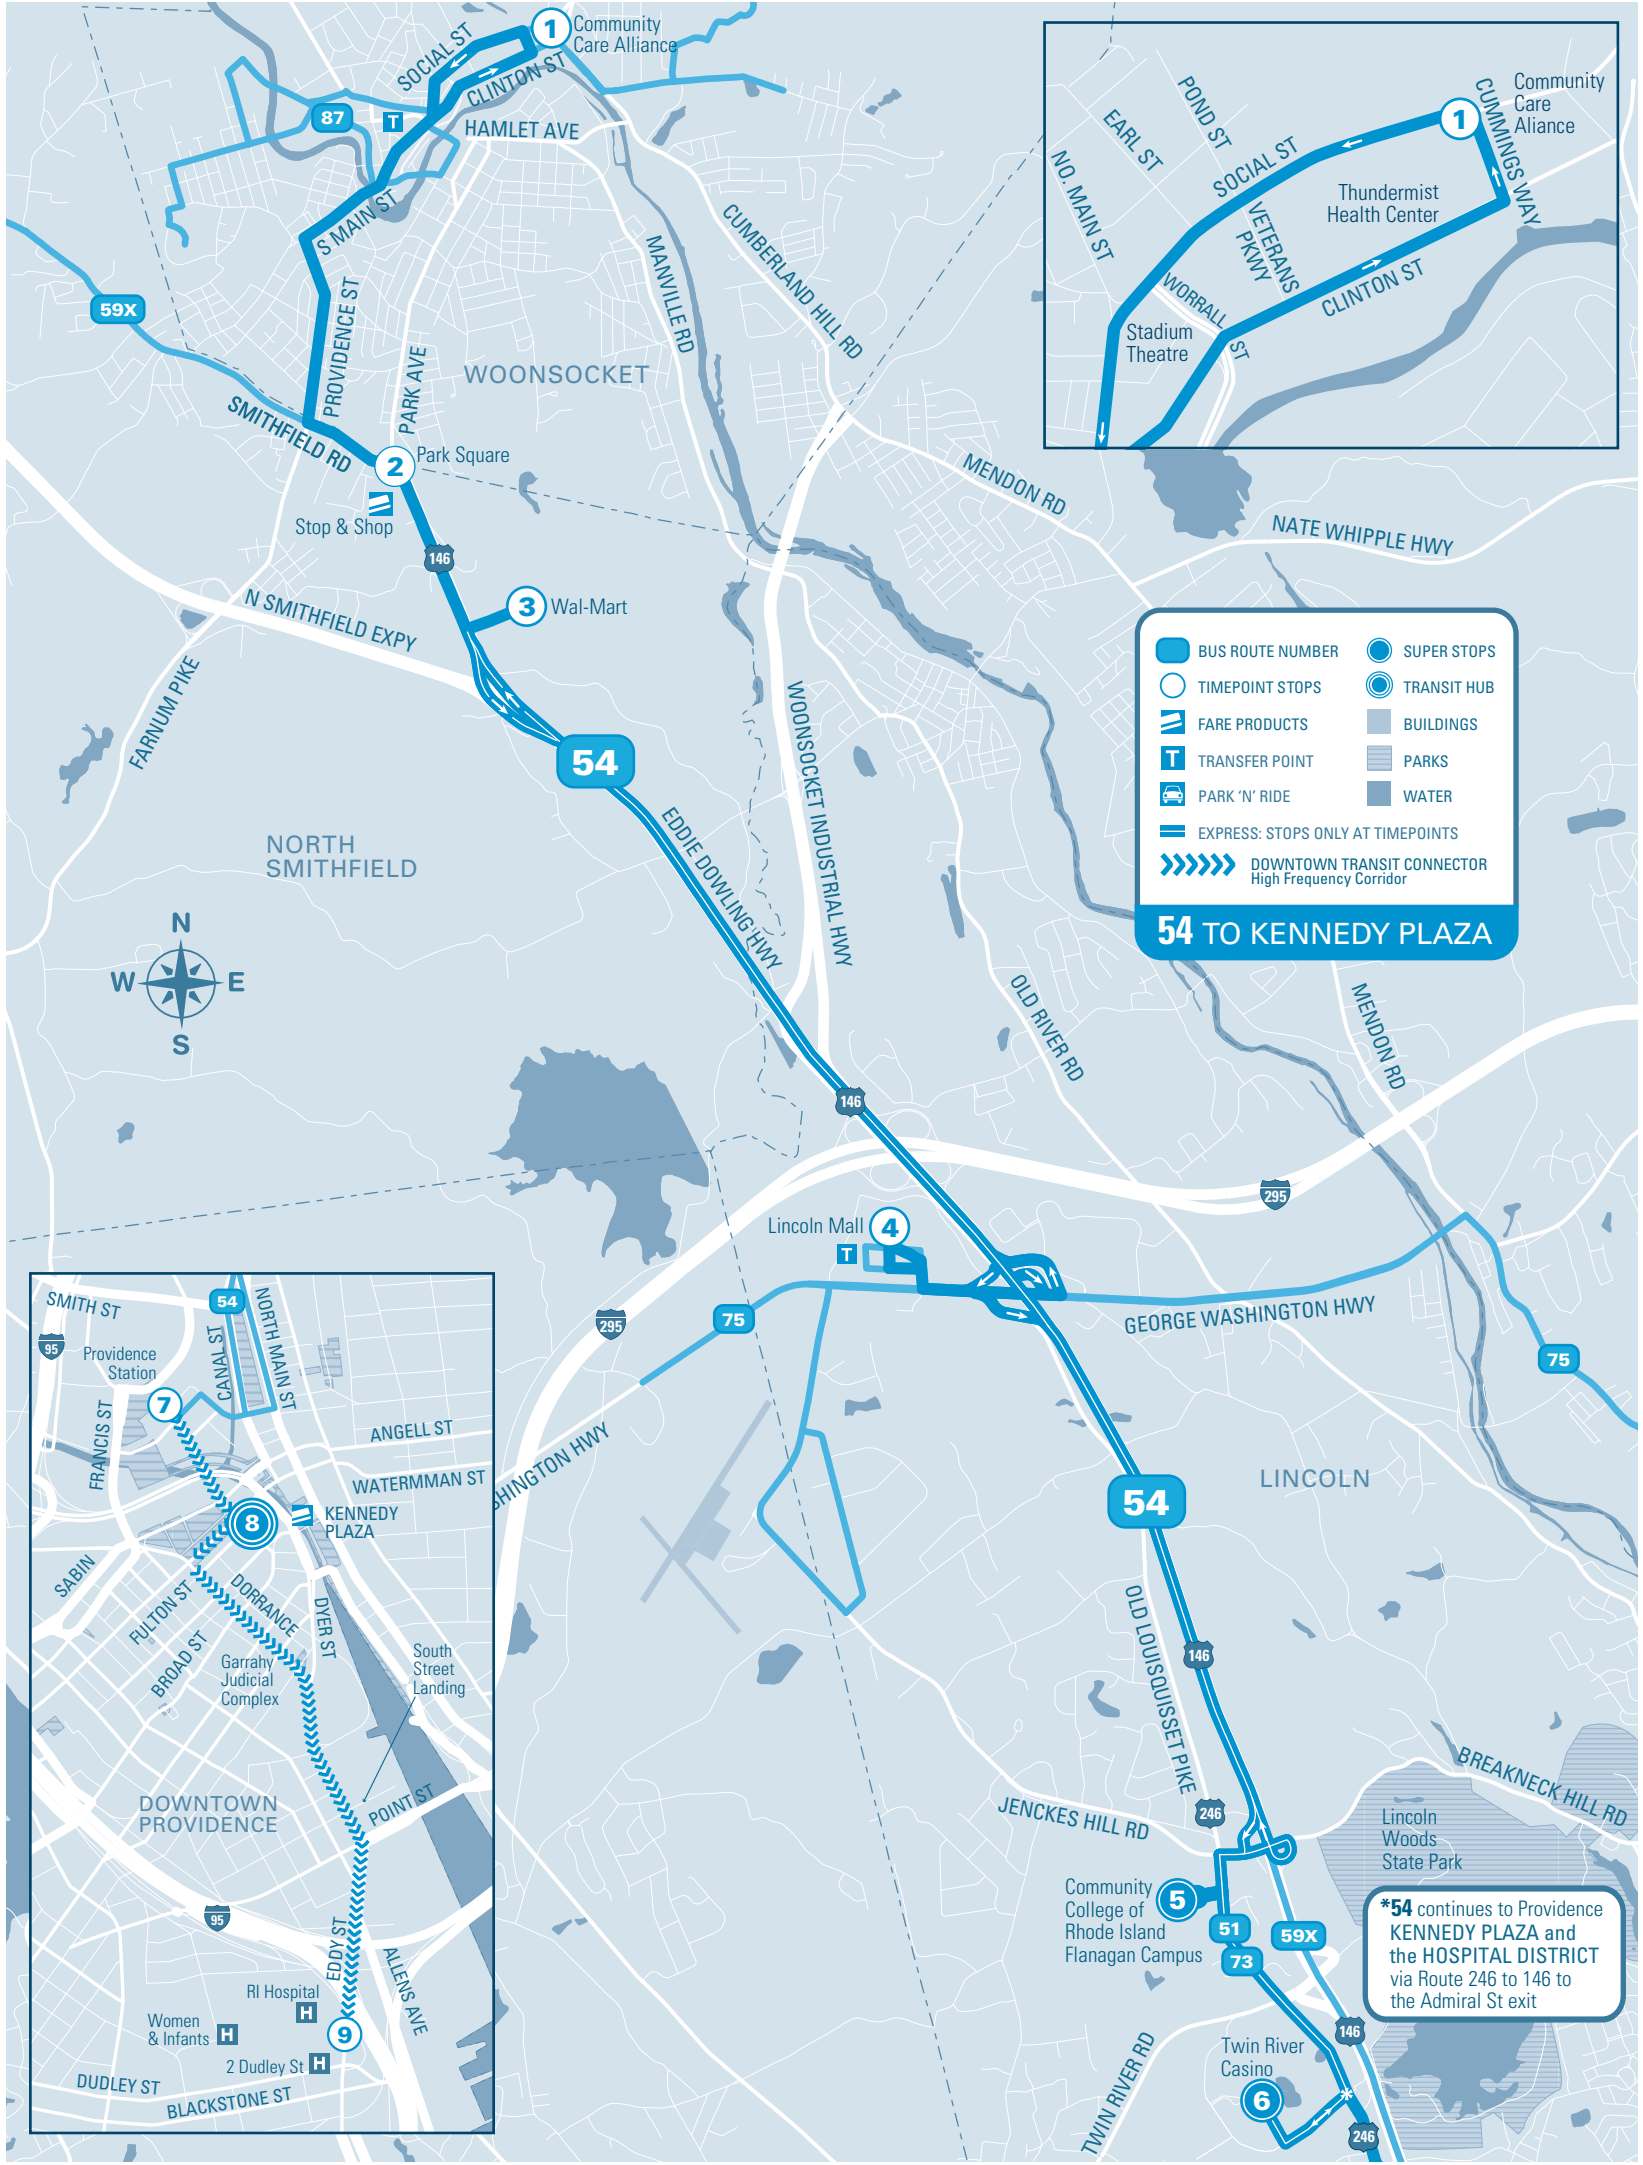 1
Community
Care Alliance
SOCIAL ST
CLINTON ST
87
T
HAMLET AVE
S MAIN ST
59X
PROVIDENCE ST
PARK AVE
MANVILLE RD
CUMBERLAND HILL RD
WOONSOCKET
SMITHFIELD RD
2
Park Square
Stop & Shop
146
3
Wal-Mart
N SMITHFIELD EXPY
FARNUM PIKE
MENDON RD
NATE WHIPPLE HWY
POND ST
EARL ST
NO. MAIN ST
SOCIAL ST
1
CUMMINGS WAY
Community
Care
Aliance
Thundermist
Health Center
VETERANS
PKWY
WORRALL ST
CLINTON ST
Stadium
Theatre
BUS ROUTE NUMBER
SUPER STOPS
TIMEPOINT STOPS
TRANSIT HUB
FARE PRODUCTS
BUILDINGS
T
TRANSFER POINT
PARKS
PARK ‘N’ RIDE
WATER
EXPRESS: STOPS ONLY AT TIMEPOINTS
DOWNTOWN TRANSIT CONNECTOR
High Frequency Corridor
54 TO KENNEDY PLAZA
54
WOONSOCKET INDUSTRIAL HWY
EDDIE DOWLING HWY
NORTH
SMITHFIELD
N
W
E
S
OLD RIVER RD
MENDON RD
146
295
Lincoln Mall
4
T
75
295
GEORGE WASHINGTON HWY
75
SHINGTON HWY
54
LINCOLN
OLD LOUISQUISSET PIKE
146
246
JENCKES HILL RD
BREAKNECK HILL RD
Lincoln
Woods
State Park
Community
College of
Rhode Island
Flanagan Campus
5
51
73
59X
*54 continues to Providence
KENNEDY PLAZA and
the HOSPITAL DISTRICT
via Route 246 to 146 to
the Admiral St exit
146
TWIN RIVER RD
Twin River
Casino
6
*
246
SMITH ST
95
54
NORTH MAIN ST
CANAL ST
Providence
Station
7
FRANCIS ST
ANGELL ST
WATERMMAN ST
KENNEDY
PLAZA
8
SABIN
FULTON ST
DORRANCE
DYER ST
BROAD ST
Garrahy
Judicial
Complex
South
Street
Landing
DOWNTOWN
PROVIDENCE
POINT ST
95
EDDY ST
ALLENS AVE
RI Hospital
H
Women
& Infants
H
9
2 Dudley St
H
DUDLEY ST
BLACKSTONE ST